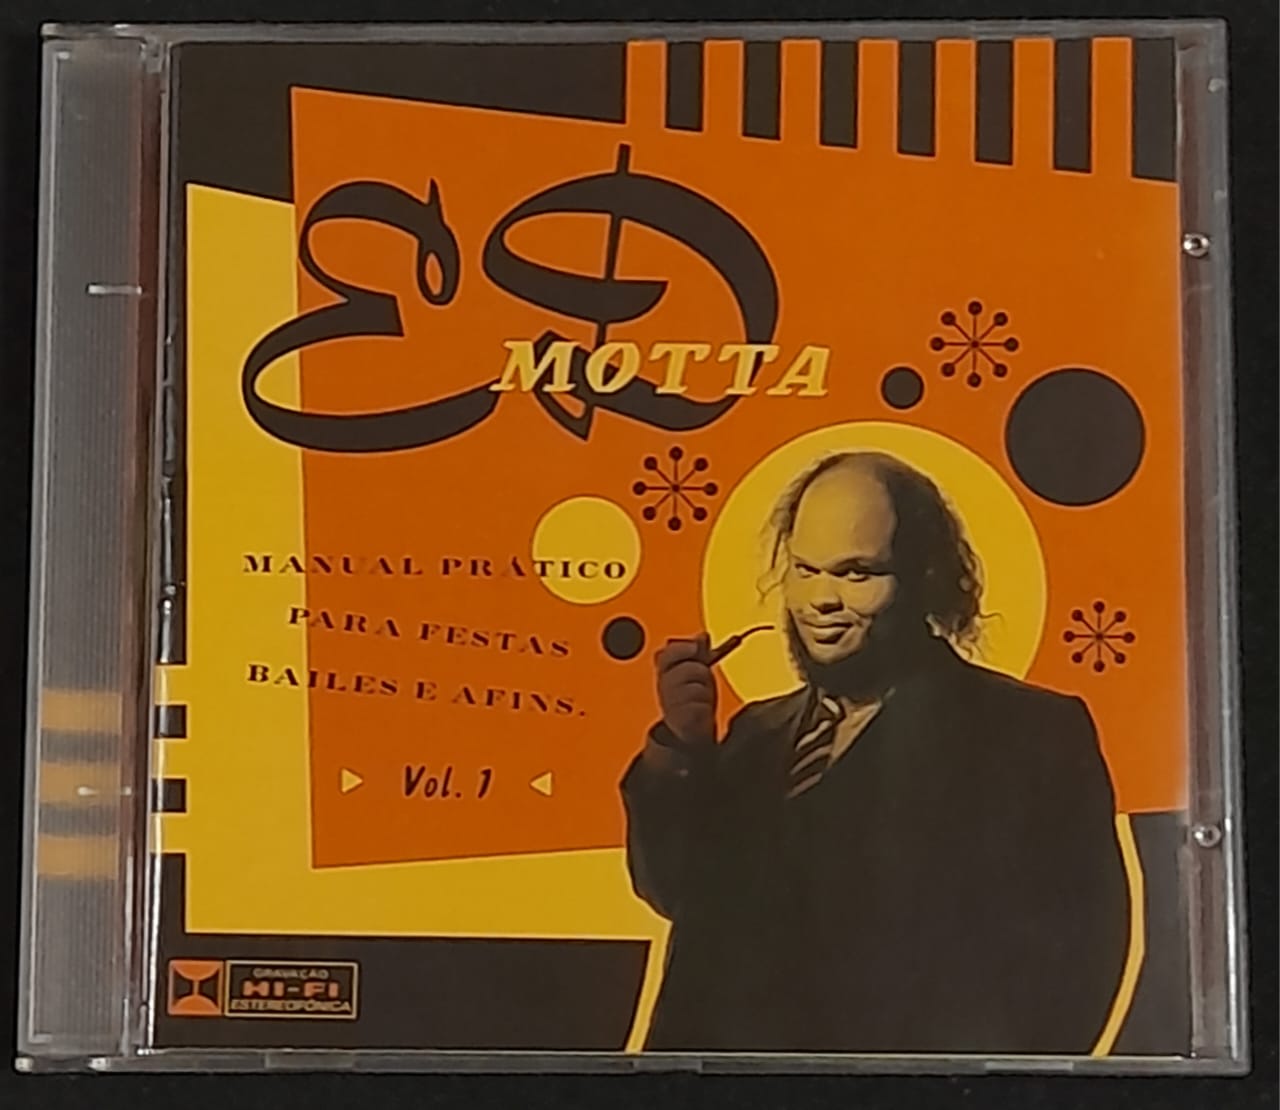 ED
MOTTA
MANUAL PRÁTICO
PARA FESTAS
BAILES E AFINS.
Vol. 1
GRAVAÇÃO
HI-FI
ESTEREOFÔNICA